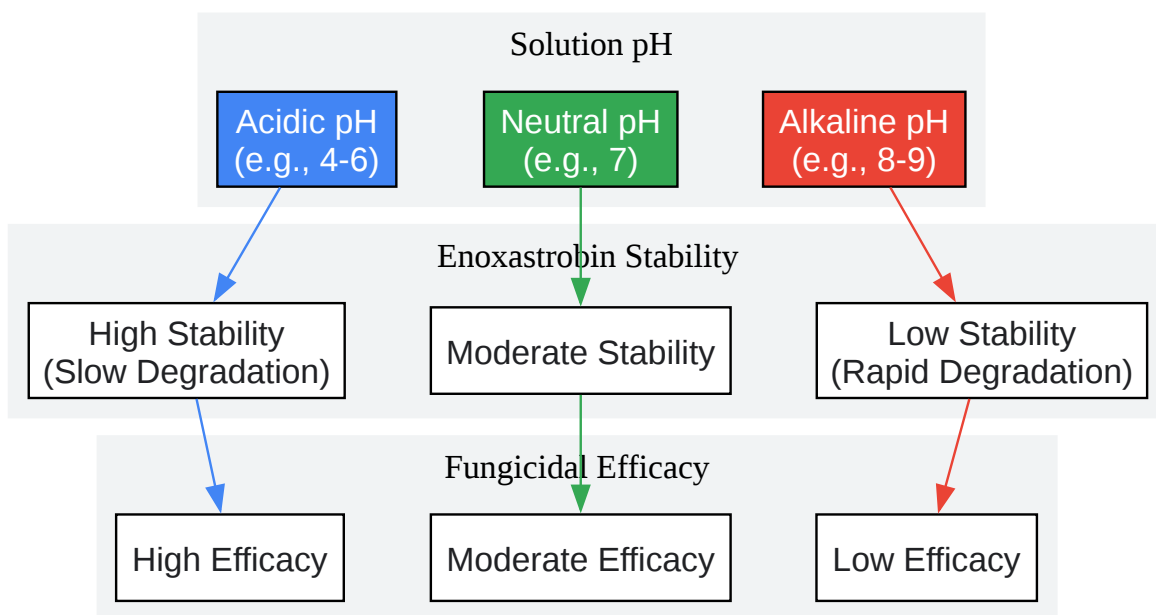 Solution pH
Acidic pH
(e.g., 4-6)
Neutral pH
(e.g., 7)
Alkaline pH
(e.g., 8-9)
Enoxastrobin Stability
High Stability
(Slow Degradation)
Moderate Stability
Low Stability
(Rapid Degradation)
Fungicidal Efficacy
High Efficacy
Moderate Efficacy
Low Efficacy